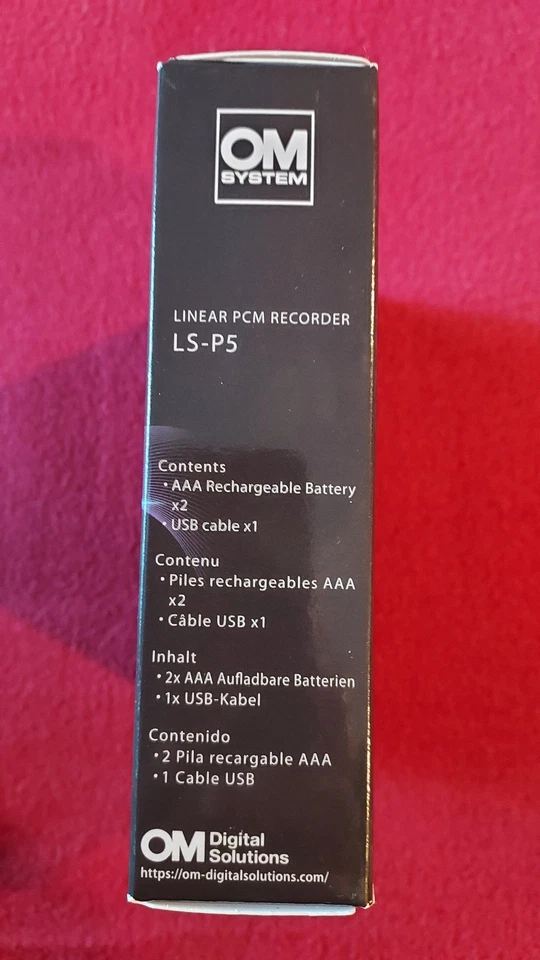 OM
SYSTEM
LINEAR PCM RECORDER
LS-P5
Contents
• AAA Rechargeable Battery
x2
• USB cable x1
Contenu
• Piles rechargeables AAA
x2
• Câble USB x1
Inhalt
• 2x AAA Aufladbare Batterien
• 1x USB-Kabel
Contenido
• 2 Pila recargable AAA
• 1 Cable USB
OM Digital
Solutions
https://om-digitalsolutions.com/